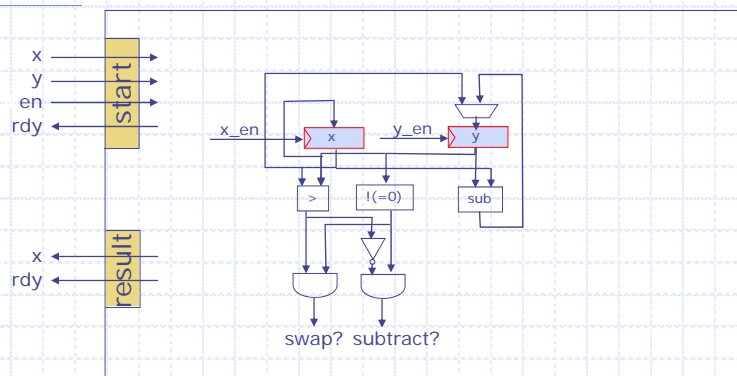 x
y
en
rdy
start
x_en
x
y_en
y
>
!(=0)
sub
x
rdy
result
swap? subtract?